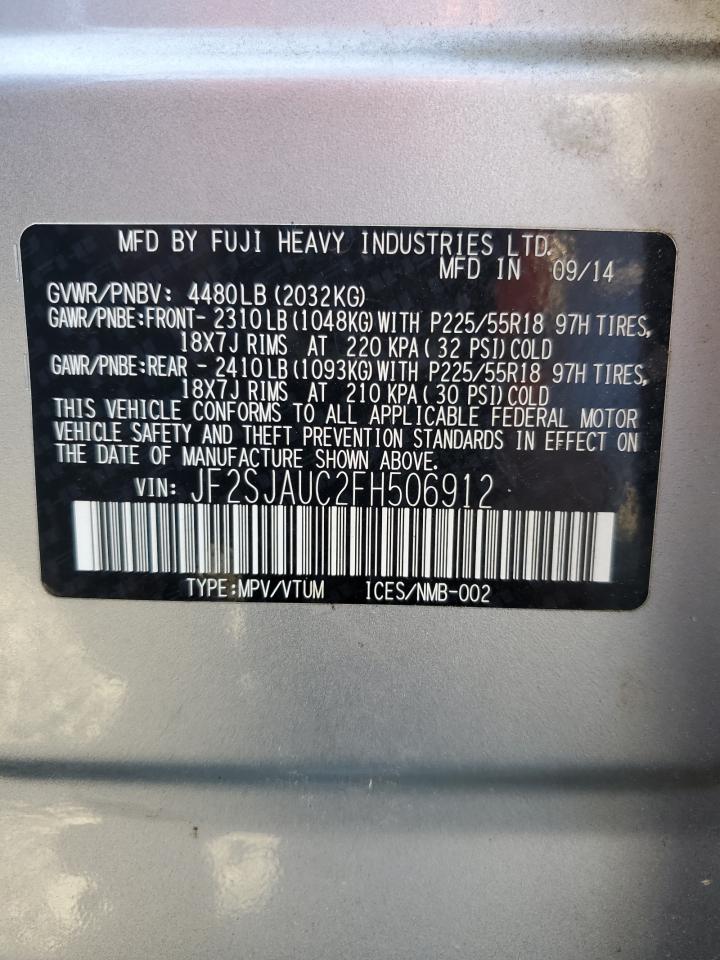 MFD BY FUJI HEAVY INDUSTRIES LTD.
MFD IN 09/14
GVWR/PNBV: 4480LB(2032KG)
GAWR/PNBE:FRONT- 2310LB(1048KG)WITH P225/55R18 97H TIRES,
18X7J RIMS AT 220 KPA( 32 PSI)COLD
GAWR/PNBE:REAR - 2410LB(1093KG)WITH P225/55R18 97H TIRES,
18X7J RIMS AT 210 KPA( 30 PSI)COLD
THIS VEHICLE CONFORMS TO ALL APPLICABLE FEDERAL MOTOR
VEHICLE SAFETY AND THEFT PREVENTION STANDARDS IN EFFECT ON
THE DATE OF MANUFACTURE SHOWN ABOVE.
VIN: JF2SJAUC2FH506912
TYPE:MPV/VTUM ICES/NMB-002